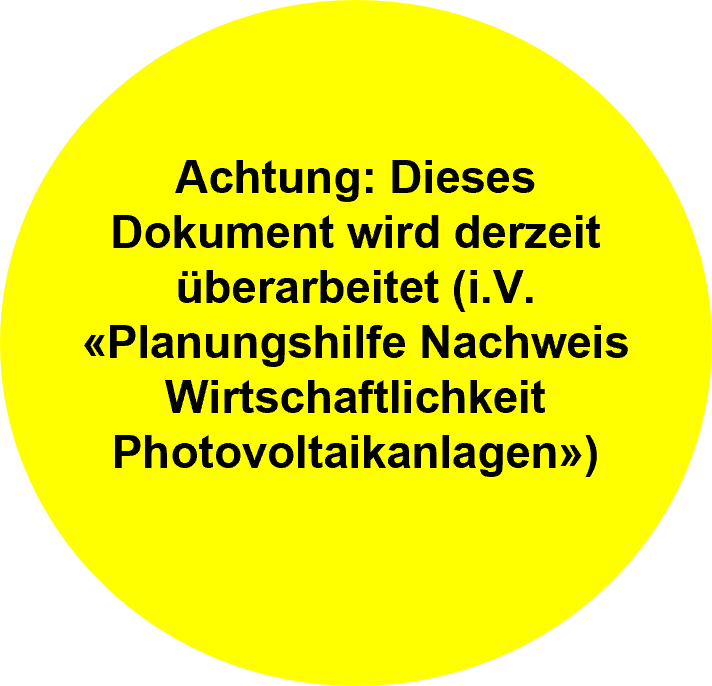 Achtung: Dieses
Dokument wird derzeit
überarbeitet (i.V.
«Planungshilfe Nachweis
Wirtschaftlichkeit
Photovoltaikanlagen»)